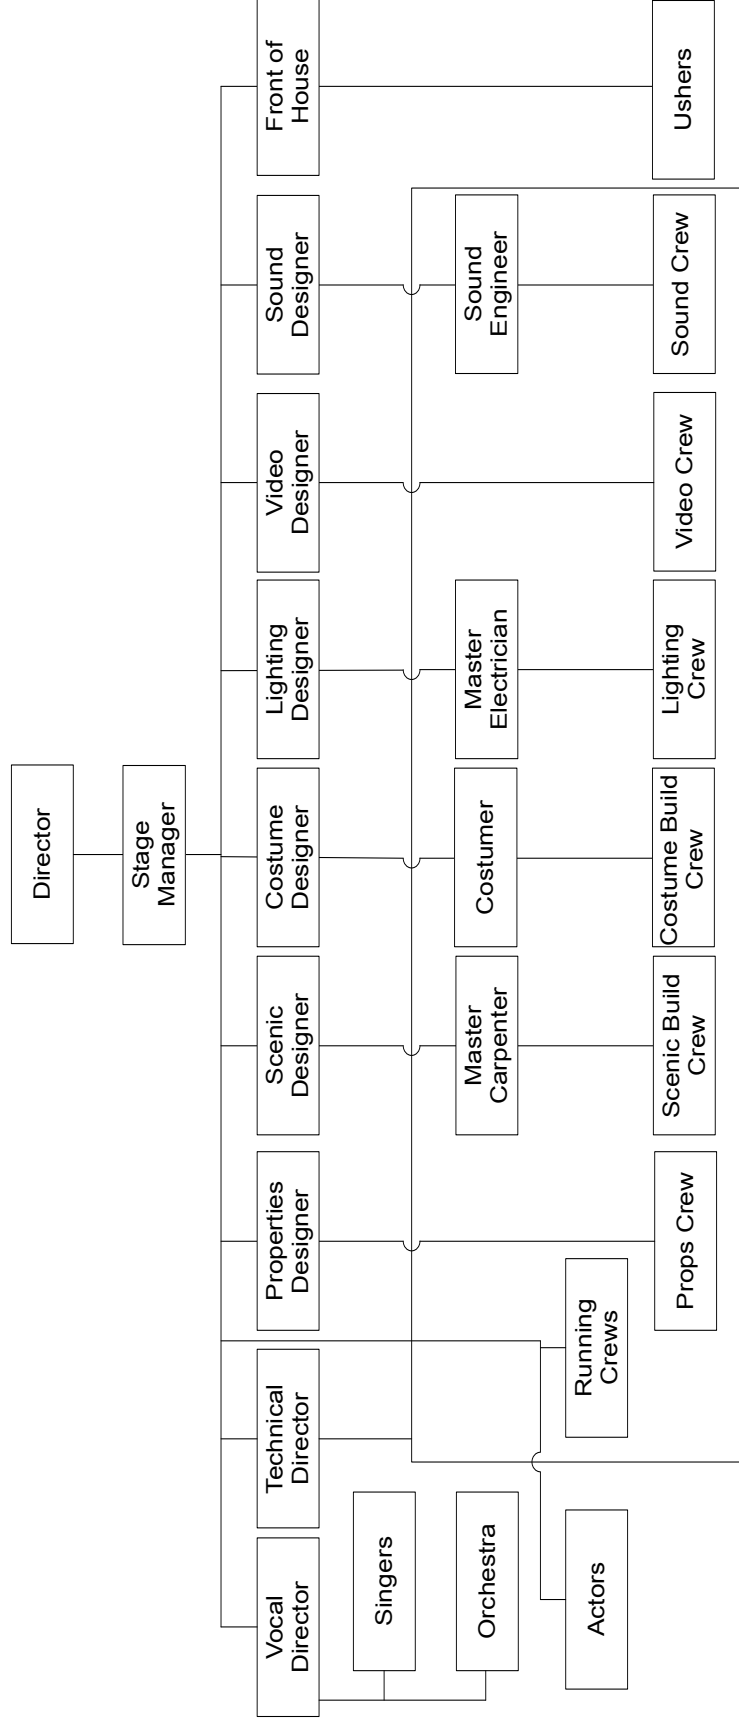 Director
Stage
Manager
Vocal
Director
Technical
Director
Properties
Designer
Scenic
Designer
Costume
Designer
Lighting
Designer
Video
Designer
Sound
Designer
Front of
House
Singers
Orchestra
Master
Carpenter
Costumer
Master
Electrician
Sound
Engineer
Actors
Running
Crews
Props Crew
Scenic Build
Crew
Costume Build
Crew
Lighting
Crew
Video Crew
Sound Crew
Ushers